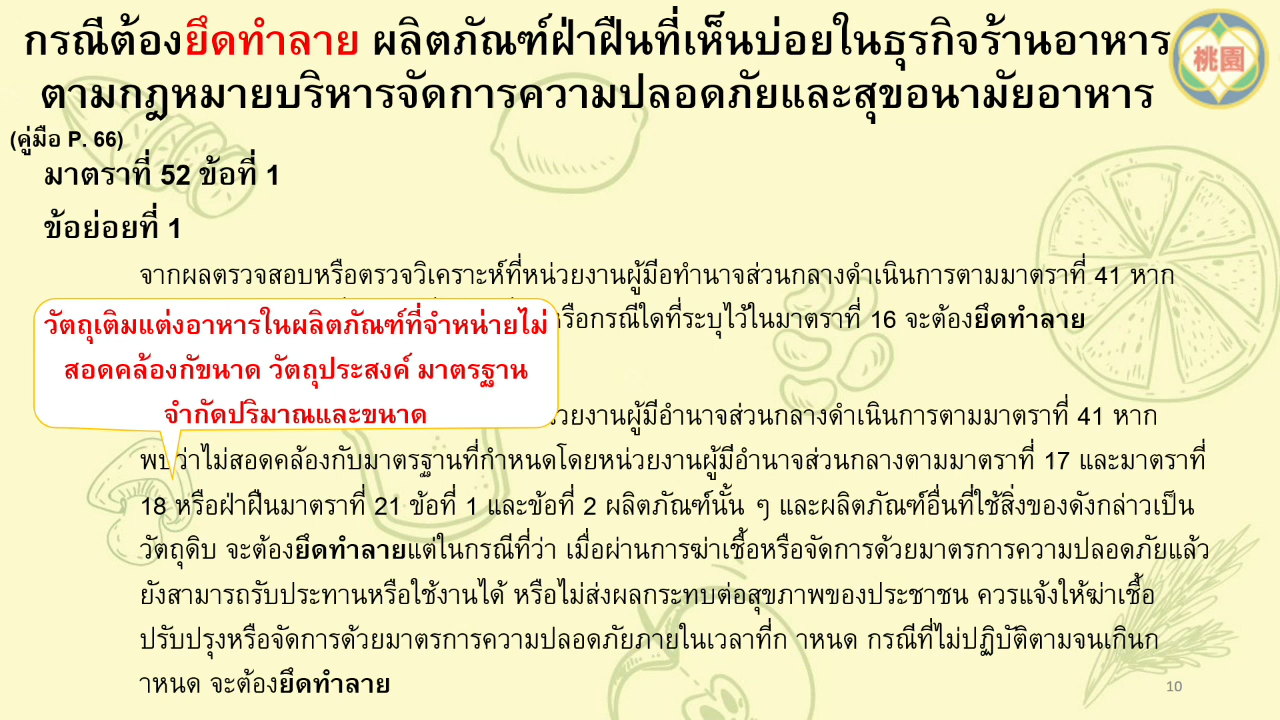 กรณีต้องยึดทำลาย ผลิตภัณฑ์ฝ่าฝืนที่เห็นบ่อยในธุรกิจร้านอาหาร
ตามกฎหมายบริหารจัดการความปลอดภัยและสุขอนามัยอาหาร
桃園
(คู่มือ P. 66)
มาตราที่ 52 ข้อที่ 1
ข้อย่อยที่ 1
จากผลตรวจสอบหรือตรวจวิเคราะห์ที่หน่วยงานผู้มีอทำนาจส่วนกลางดำเนินการตามมาตราที่ 41 หาก
รือกรณีใดที่ระบุไว้ในมาตราที่ 16 จะต้องยึดทำลาย
วัตถุเติมแต่งอาหารในผลิตภัณฑ์ที่จำหน่ายไม่
สอดคล้องกัขนาด วัตถุประสงค์ มาตรฐาน
จำกัดปริมาณและขนาด
วยงานผู้มีอำนาจส่วนกลางดำเนินการตามมาตราที่ 41 หาก
พบว่าไม่สอดคล้องกับมาตรฐานที่กำหนดโดยหน่วยงานผู้มีอำนาจส่วนกลางตามมาตราที่ 17 และมาตราที่
18 หรือฝ่าฝืนมาตราที่ 21 ข้อที่ 1 และข้อที่ 2 ผลิตภัณฑ์นั้น ๆ และผลิตภัณฑ์อื่นที่ใช้สิ่งของดังกล่าวเป็น
วัตถุดิบ จะต้องยึดทำลายแต่ในกรณีที่ว่า เมื่อผ่านการฆ่าเชื้อหรือจัดการด้วยมาตรการความปลอดภัยแล้ว
ยังสามารถรับประทานหรือใช้งานได้ หรือไม่ส่งผลกระทบต่อสุขภาพของประชาชน ควรแจ้งให้ฆ่าเชื้อ
ปรับปรุงหรือจัดการด้วยมาตรการความปลอดภัยภายในเวลาที่ก าหนด กรณีที่ไม่ปฏิบัติตามจนเกินก
าหนด จะต้องยึดทำลาย
10